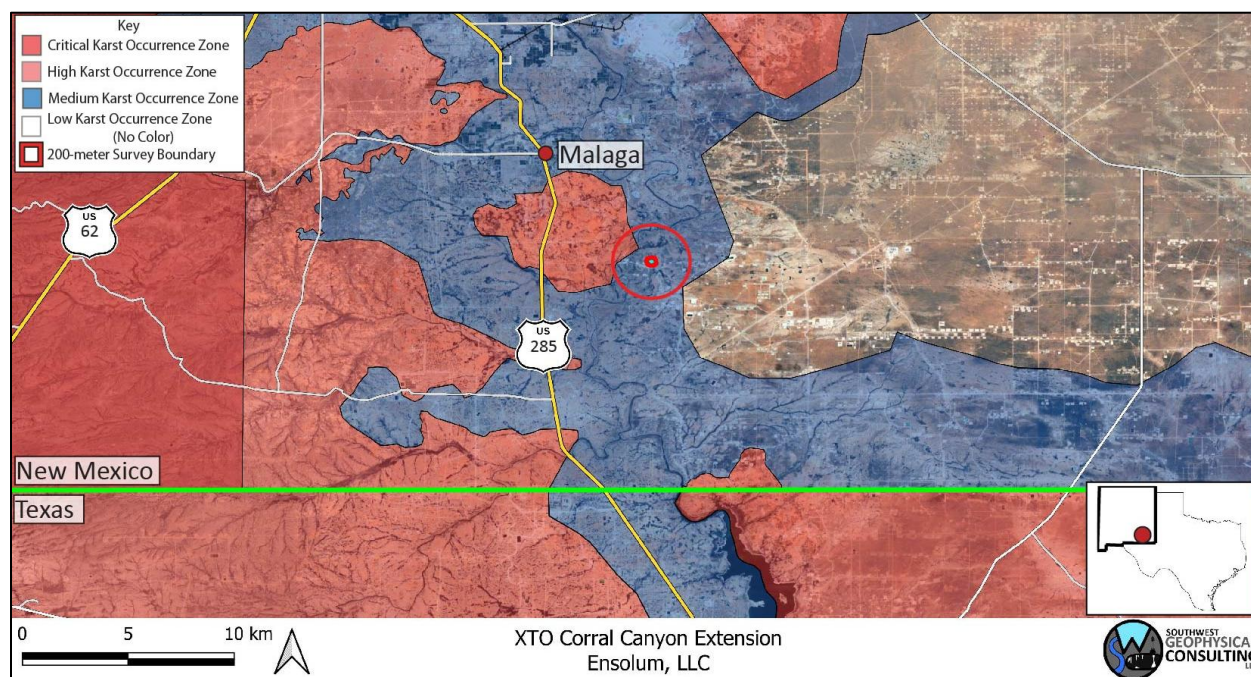 Key
Critical Karst Occurrence Zone
High Karst Occurrence Zone
Medium Karst Occurrence Zone
Low Karst Occurrence Zone
(No Color)
200-meter Survey Boundary
Malaga
US
62
US
285
New Mexico
Texas
0 5 10 km
XTO Corral Canyon Extension
Ensolum, LLC
SOUTHWEST
GEOPHYSICAL
CONSULTING